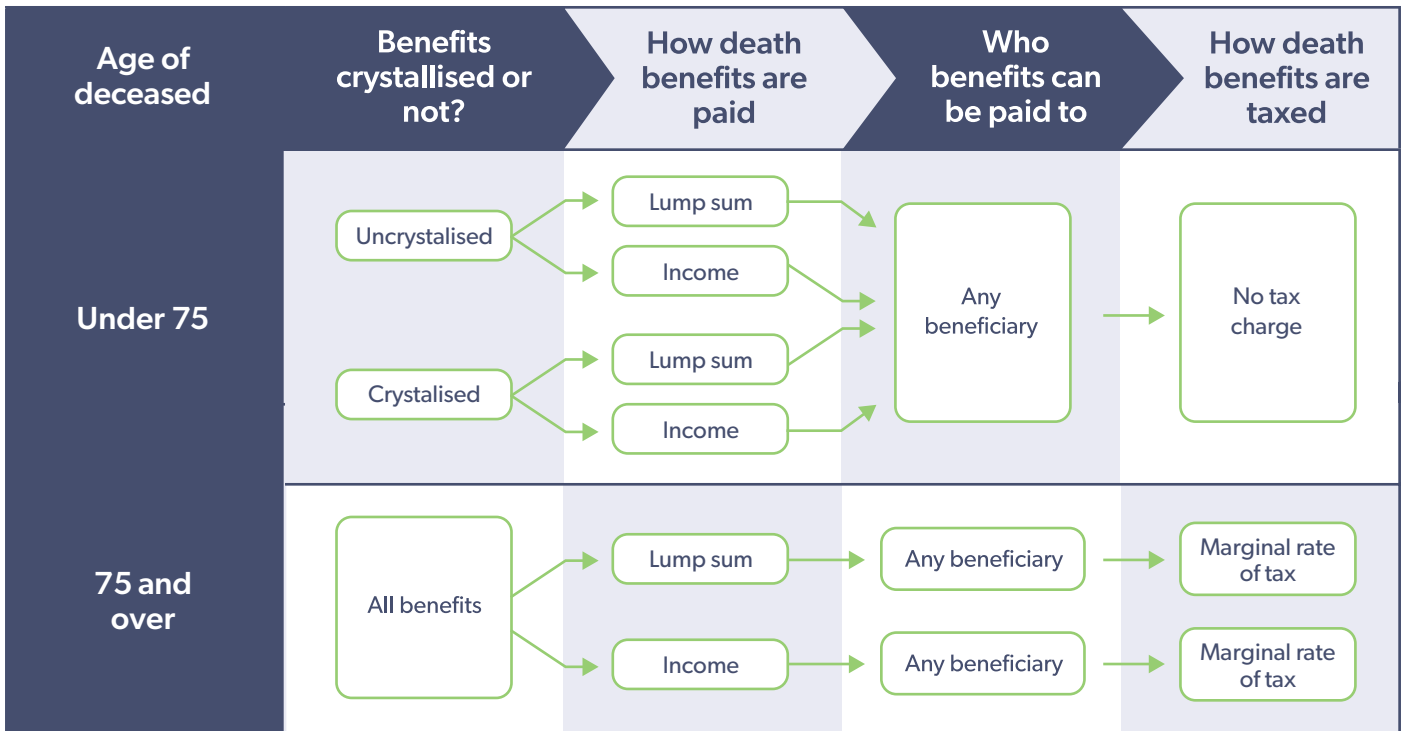 Age of
deceased
Benefits
crystallised or
not?
How death
benefits are
paid
Who
benefits can
be paid to
How death
benefits are
taxed
Under 75
Uncrystalised
Lump sum
Income
Crystalised
Lump sum
Income
Any
beneficiary
No tax
charge
75 and
over
All benefits
Lump sum
Any beneficiary
Marginal rate
of tax
Income
Any beneficiary
Marginal rate
of tax